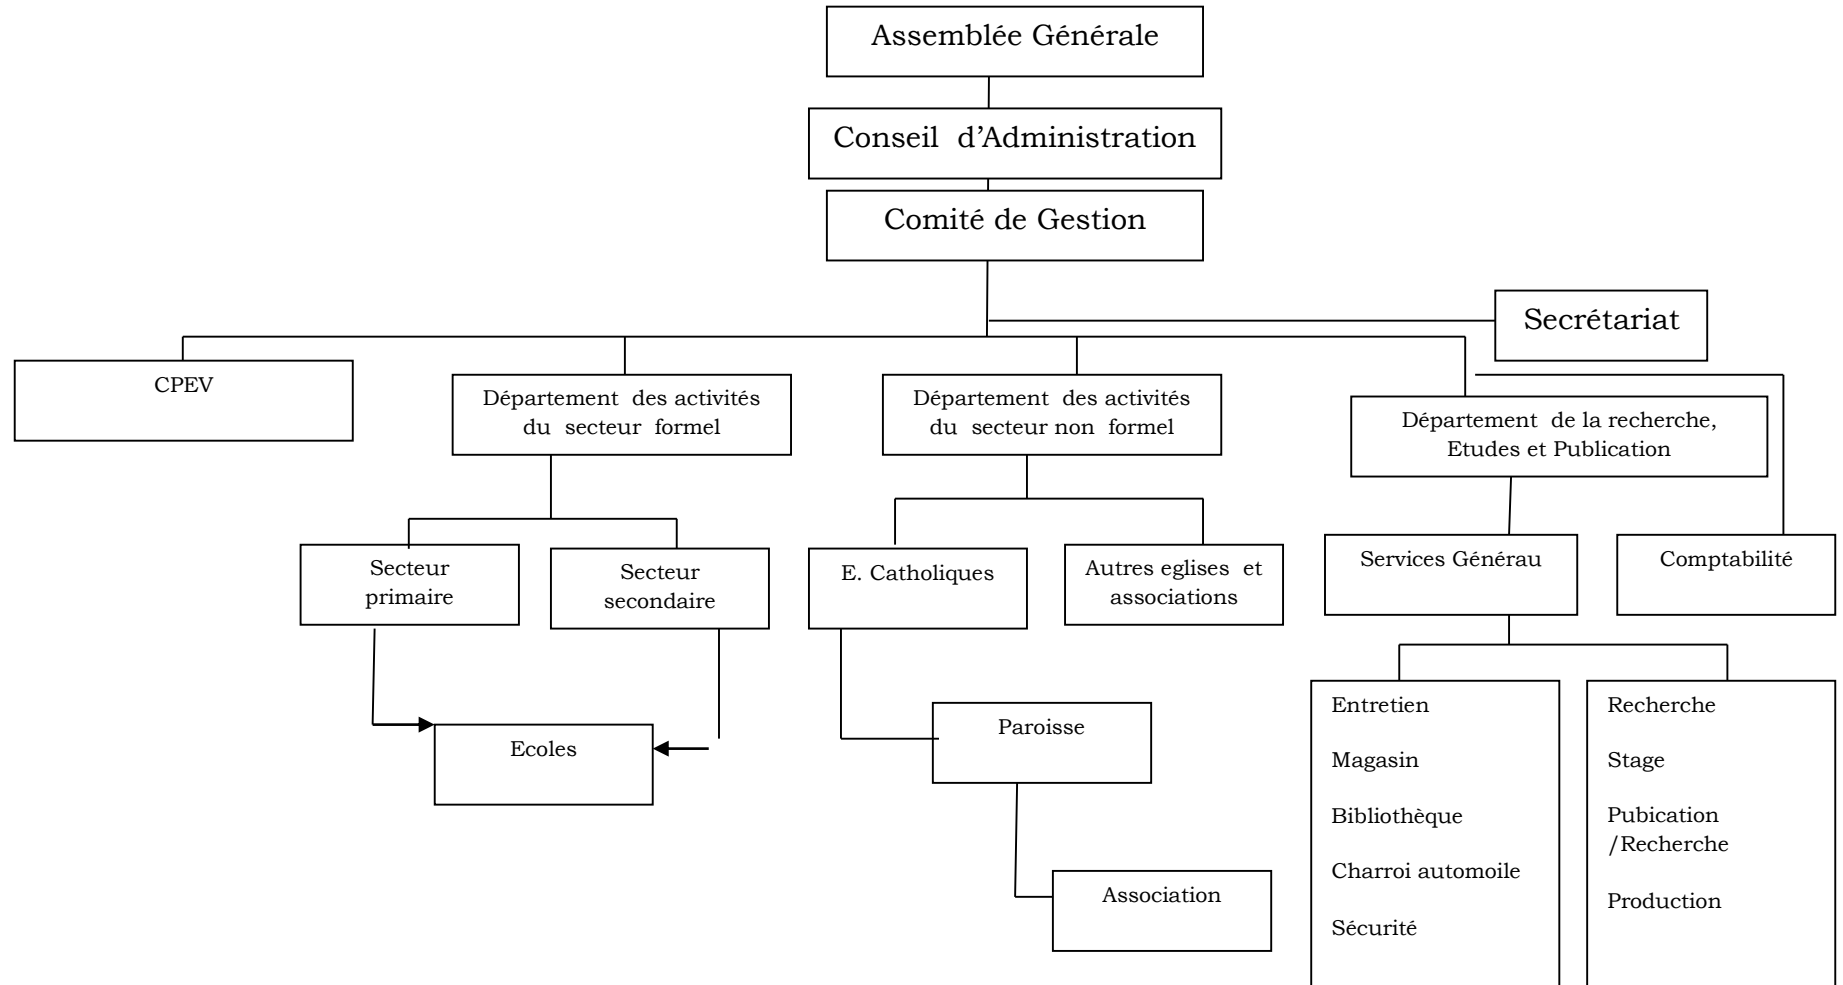 Assemblée Générale
Conseil d’Administration
Comité de Gestion
Secrétariat
CPEV
Département des activités
du secteur formel
Département des activités
du secteur non formel
Département de la recherche,
Etudes et Publication
Secteur
primaire
Secteur
secondaire
E. Catholiques
Autres eglises et
associations
Services Générau
Comptabilité
Ecoles
Paroisse
Association
Entretien
Magasin
Bibliothèque
Charroi automoile
Sécurité
Recherche
Stage
Pubication
/Recherche
Production